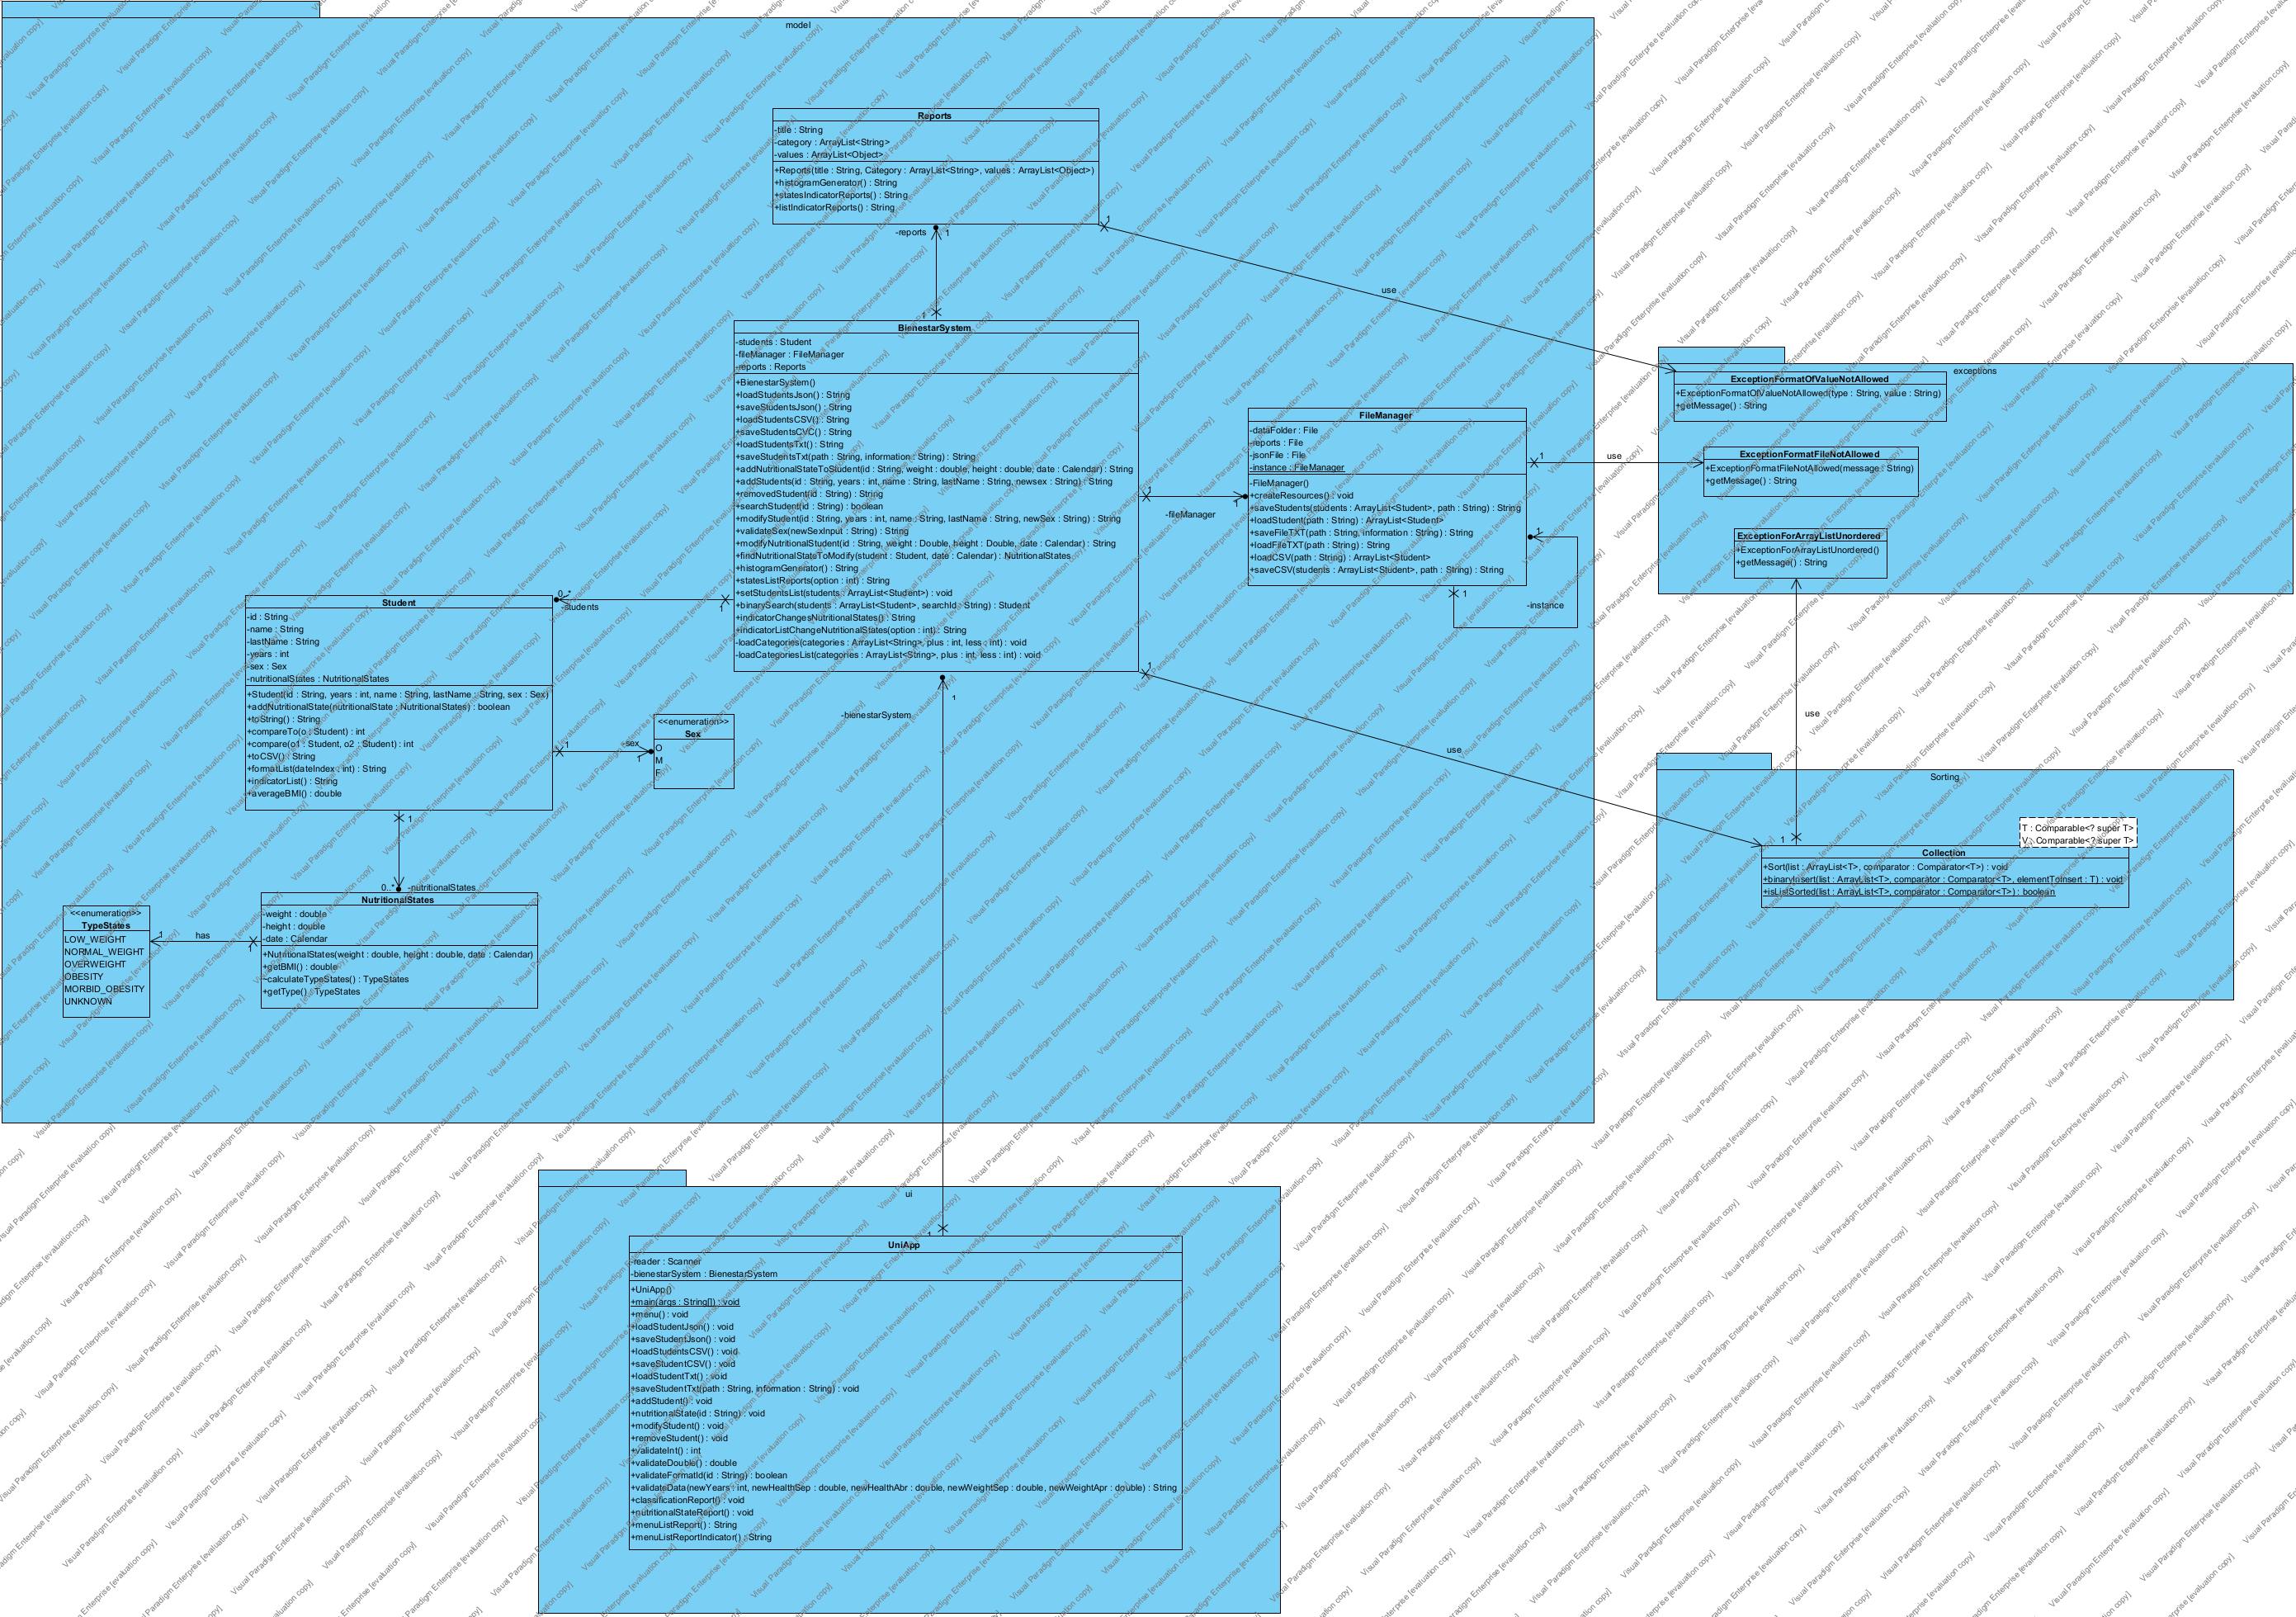 model
Reports
-title : String
-category : ArrayList<String>
-values : ArrayList<Object>
+Reports(title : String, Category : ArrayList<String>, values : ArrayList<Object>)
+histogramGenerator() : String
+statesIndicatorReports() : String
+listIndicatorReports() : String
-reports
1
1
1
use
BienestarSystem
-students : Student
-fileManager : FileManager
-reports : Reports
+BienestarSystem()
+loadStudentsJson() : String
+saveStudentsJson() : String
+loadStudentsCSV() : String
+saveStudentsCVC() : String
+loadStudentsTxt() : String
+saveStudentsTxt(path : String, information : String) : String
+addNutritionalStateToStudent(id : String, weight : double, height : double, date : Calendar) : String
+addStudents(id : String, years : int, name : String, lastName : String, newsex : String) : String
+removedStudent(id : String) : String
+searchStudent(id : String) : boolean
+modifyStudent(id : String, years : int, name : String, lastName : String, newSex : String) : String
+validateSex(newSexInput : String) : String
+modifyNutritionalStudent(id : String, weight : Double, height : Double, date : Calendar) : String
+findNutritionalStateToModify(student : Student, date : Calendar) : NutritionalStates
+histogramGenerator() : String
+statesListReports(option : int) : String
+setStudentsList(students : ArrayList<Student>) : void
+binarySearch(students : ArrayList<Student>, searchId : String) : Student
+indicatorChangesNutritionalStates() : String
+indicatorListChangeNutritionalStates(option : int) : String
-loadCategories(categories : ArrayList<String>, plus : int, less : int) : void
-loadCategoriesList(categories : ArrayList<String>, plus : int, less : int) : void
1
1
-fileManager
FileManager
-dataFolder : File
-reports : File
-jsonFile : File
-instance : FileManager
-FileManager()
+createResources() : void
+saveStudents(students : ArrayList<Student>, path : String) : String
+loadStudent(path : String) : ArrayList<Student>
+saveFileTXT(path : String, information : String) : String
+loadFileTXT(path : String) : String
+loadCSV(path : String) : ArrayList<Student>
+saveCSV(students : ArrayList<Student>, path : String) : String
1
use
1
1
-instance
exceptions
ExceptionFormatOfValueNotAllowed
+ExceptionFormatOfValueNotAllowed(type : String, value : String)
+getMessage() : String
ExceptionFormatFileNotAllowed
+ExceptionFormatFileNotAllowed(message : String)
+getMessage() : String
ExceptionForArrayListUnordered
+ExceptionForArrayListUnordered()
+getMessage() : String
0..*
-students
1
Student
-id : String
-name : String
-lastName : String
-years : int
-sex : Sex
-nutritionalStates : NutritionalStates
+Student(id : String, years : int, name : String, lastName : String, sex : Sex)
+addNutritionalState(nutritionalState : NutritionalStates) : boolean
+toString() : String
+compareTo(o : Student) : int
+compare(o1 : Student, o2 : Student) : int
+toCSV() : String
+formatList(dateIndex : int) : String
+indicatorList() : String
+averageBMI() : double
1
-sex
1
<<enumeration>>
Sex
O
M
F
1
-bienestarSystem
1
use
use
1
Sorting
T : Comparable<? super T>
V : Comparable<? super T>
Collection
+Sort(list : ArrayList<T>, comparator : Comparator<T>) : void
+binaryInsert(list : ArrayList<T>, comparator : Comparator<T>, elementToInsert : T) : void
+isListSorted(list : ArrayList<T>, comparator : Comparator<T>) : boolean
1
0..*
-nutritionalStates
NutritionalStates
-weight : double
-height : double
-date : Calendar
+NutritionalStates(weight : double, height : double, date : Calendar)
+getBMI() : double
-calculateTypeStates() : TypeStates
+getType() : TypeStates
1
has
1
<<enumeration>>
TypeStates
LOW_WEIGHT
NORMAL_WEIGHT
OVERWEIGHT
OBESITY
MORBID_OBESITY
UNKNOWN
ui
1
UniApp
-reader : Scanner
-bienestarSystem : BienestarSystem
+UniApp()
+main(args : String[]) : void
+menu() : void
+loadStudentJson() : void
+saveStudentJson() : void
+loadStudentsCSV() : void
+saveStudentCSV() : void
+loadStudentTxt() : void
+saveStudentTxt(path : String, information : String) : void
+addStudent() : void
+nutritionalState(id : String) : void
+modifyStudent() : void
+removeStudent() : void
+validateInt() : int
+validateDouble() : double
+validateFormatId(id : String) : boolean
+validateData(newYears : int, newHealthSep : double, newHealthAbr : double, newWeightSep : double, newWeightApr : double) : String
+classificationReport() : void
+nutritionalStateReport() : void
+menuListReport() : String
+menuListReportIndicator() : String
Visual Paradigm Enterprise [evaluation copy]